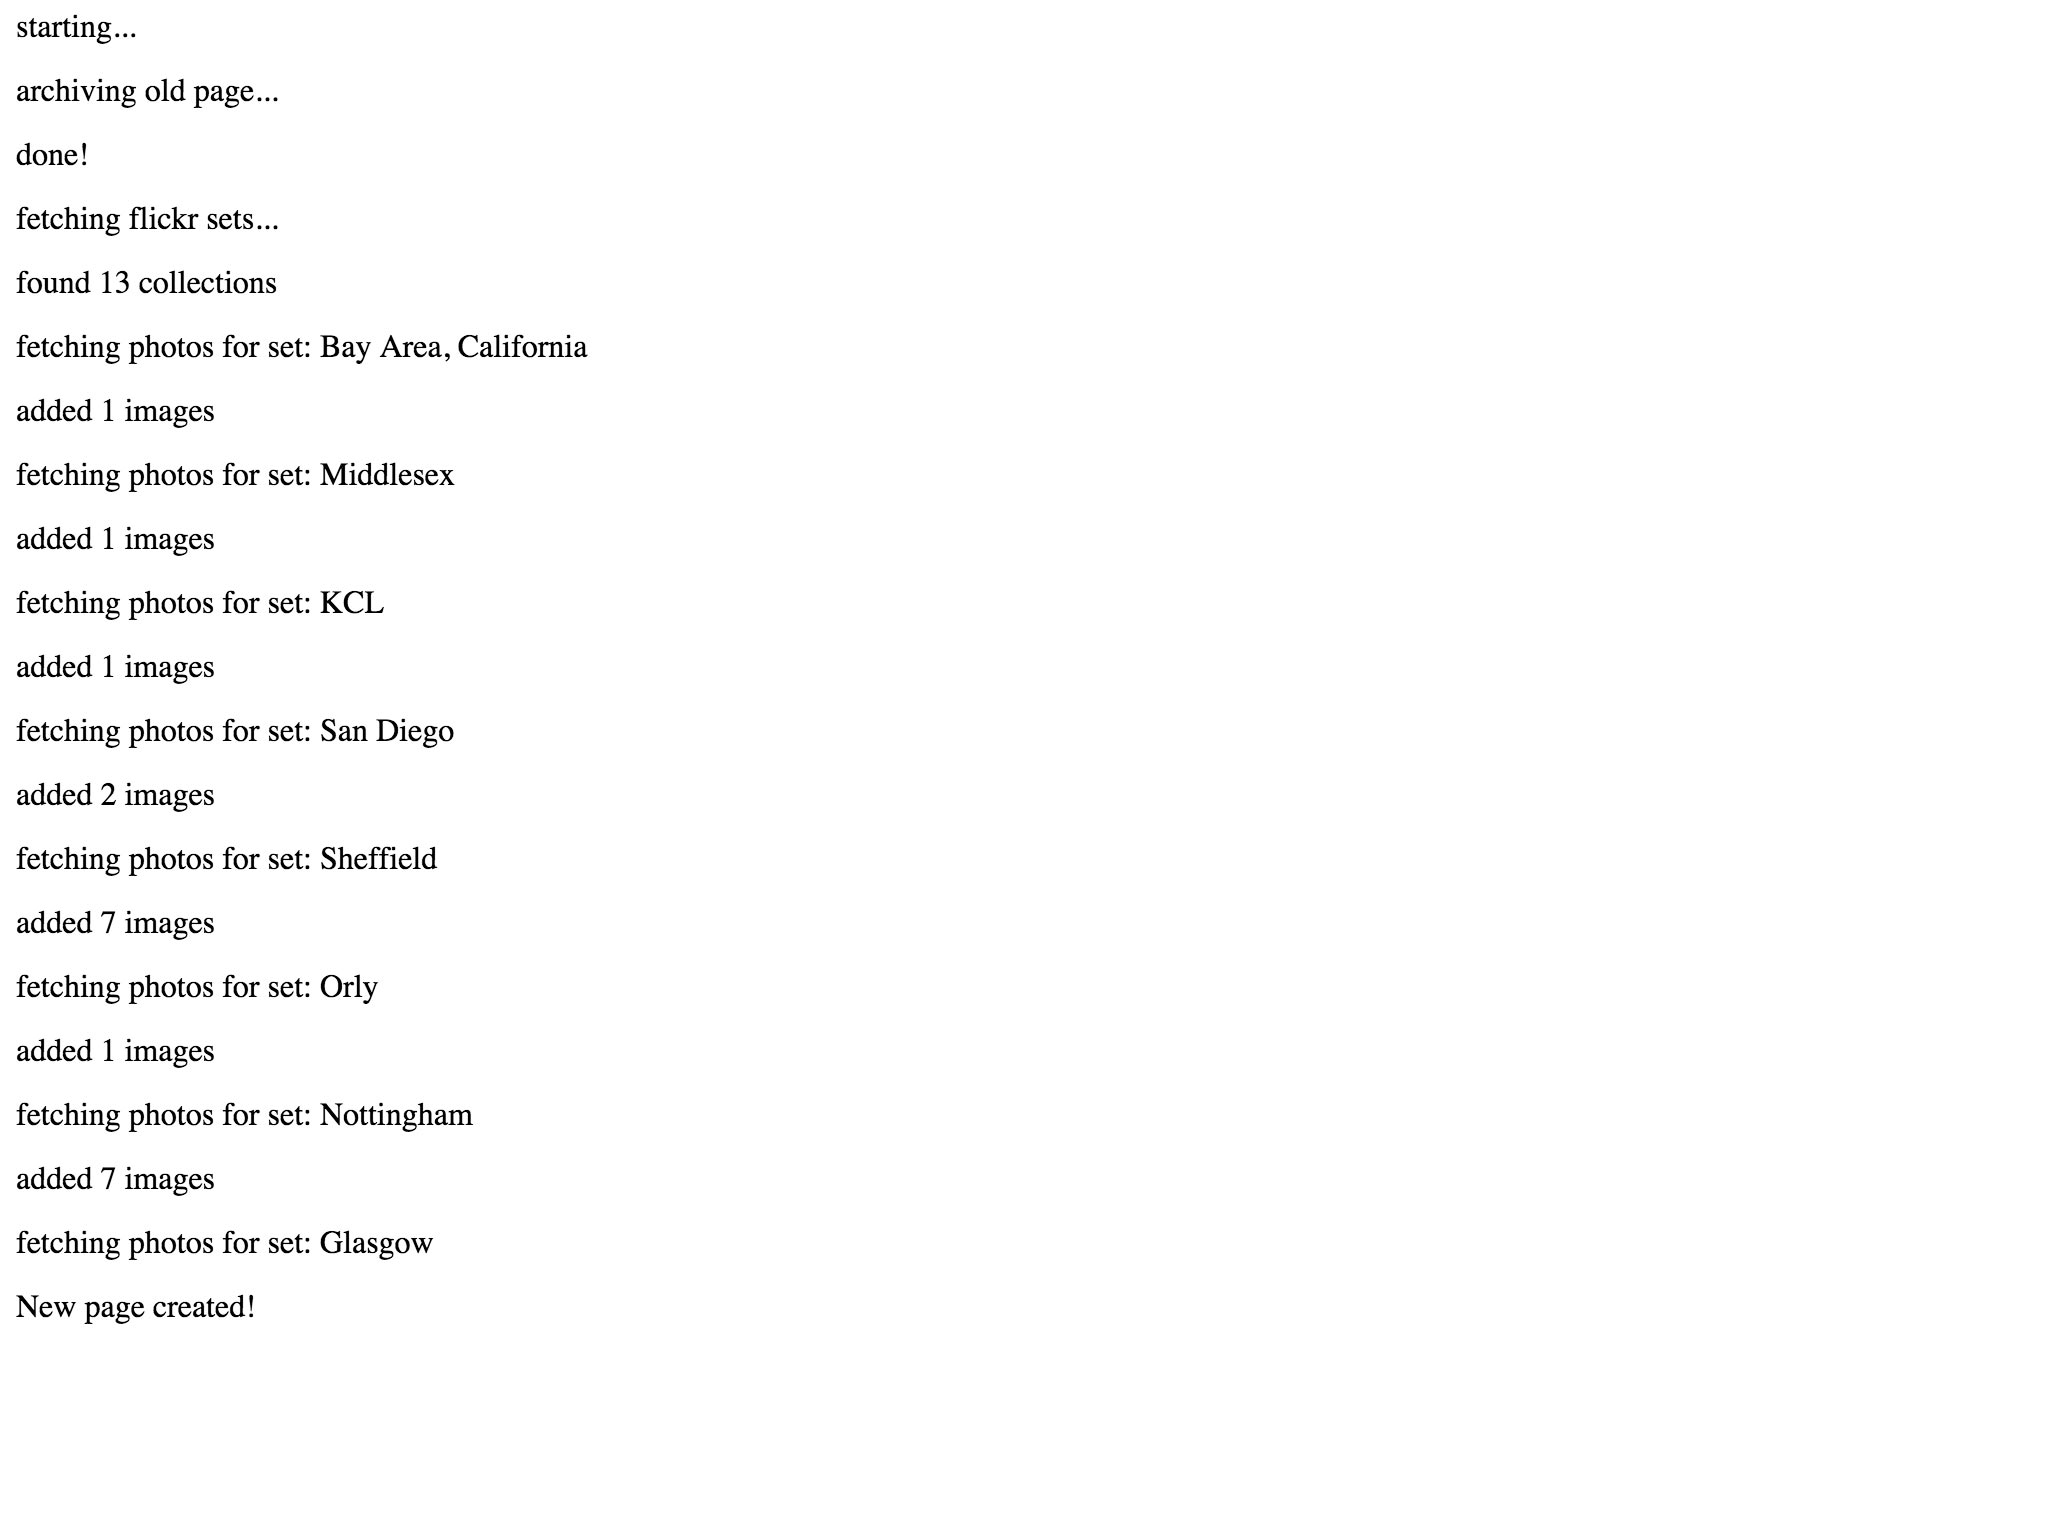 starting...
archiving old page...
done!
fetching flickr sets...
found 13 collections
fetching photos for set: Bay Area, California
added 1 images
fetching photos for set: Middlesex
added 1 images
fetching photos for set: KCL
added 1 images
fetching photos for set: San Diego
added 2 images
fetching photos for set: Sheffield
added 7 images
fetching photos for set: Orly
added 1 images
fetching photos for set: Nottingham
added 7 images
fetching photos for set: Glasgow
New page created!